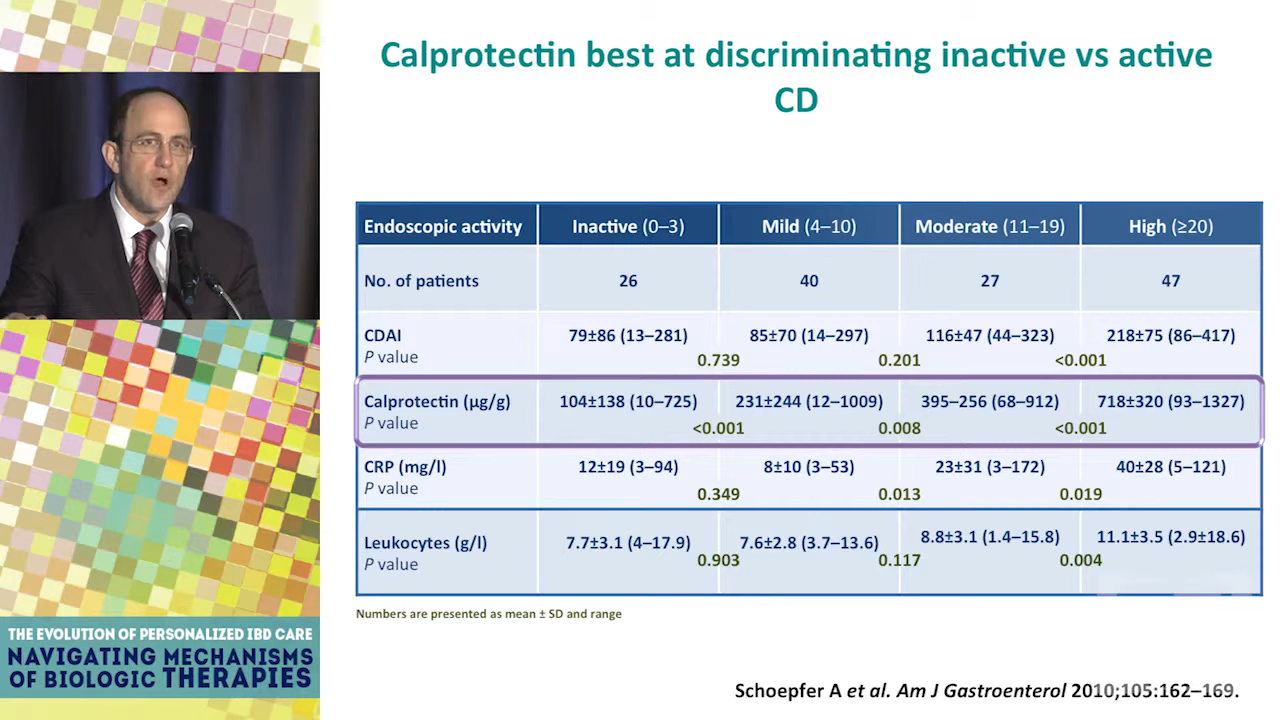 Calprotectin best at discriminating inactive vs active
CD
Endoscopic activity Inactive (0–3) Mild (4–10) Moderate (11–19) High (≥20)
No. of patients 26 40 27 47
CDAI 79±86 (13–281) 85±70 (14–297) 116±47 (44–323) 218±75 (86–417)
P value 0.739 0.201 <0.001
Calprotectin (µg/g) 104±138 (10–725) 231±244 (12–1009) 395–256 (68–912) 718±320 (93–1327)
P value <0.001 0.008 <0.001
CRP (mg/l) 12±19 (3–94) 8±10 (3–53) 23±31 (3–172) 40±28 (5–121)
P value 0.349 0.013 0.019
Leukocytes (g/l) 7.7±3.1 (4–17.9) 7.6±2.8 (3.7–13.6) 8.8±3.1 (1.4–15.8) 11.1±3.5 (2.9±18.6)
P value 0.903 0.117 0.004
Numbers are presented as mean ± SD and range
THE EVOLUTION OF PERSONALIZED IBD CARE
NAVIGATING MECHANISMS
OF BIOLOGIC THERAPIES
Schoepfer A et al. Am J Gastroenterol 2010;105:162–169.